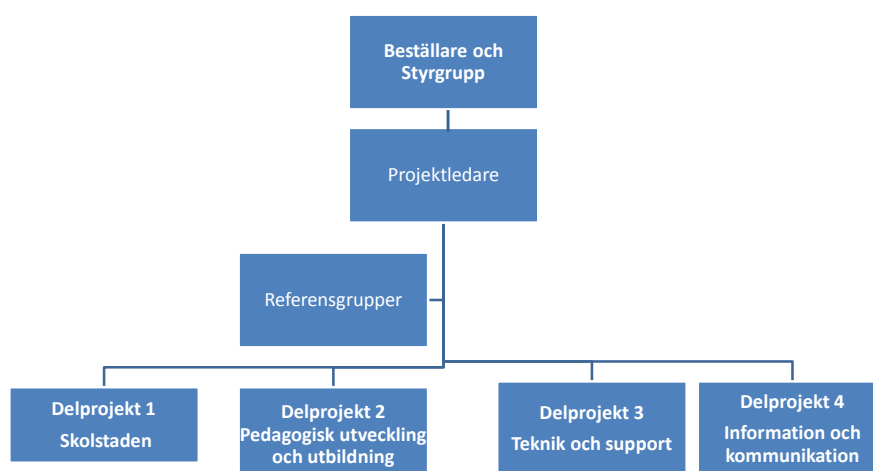 Beställare och
Styrgrupp
Projektledare
Referensgrupper
Delprojekt 1
Skolstaden
Delprojekt 2
Pedagogisk utveckling
och utbildning
Delprojekt 3
Teknik och support
Delprojekt 4
Information och
kommunikation